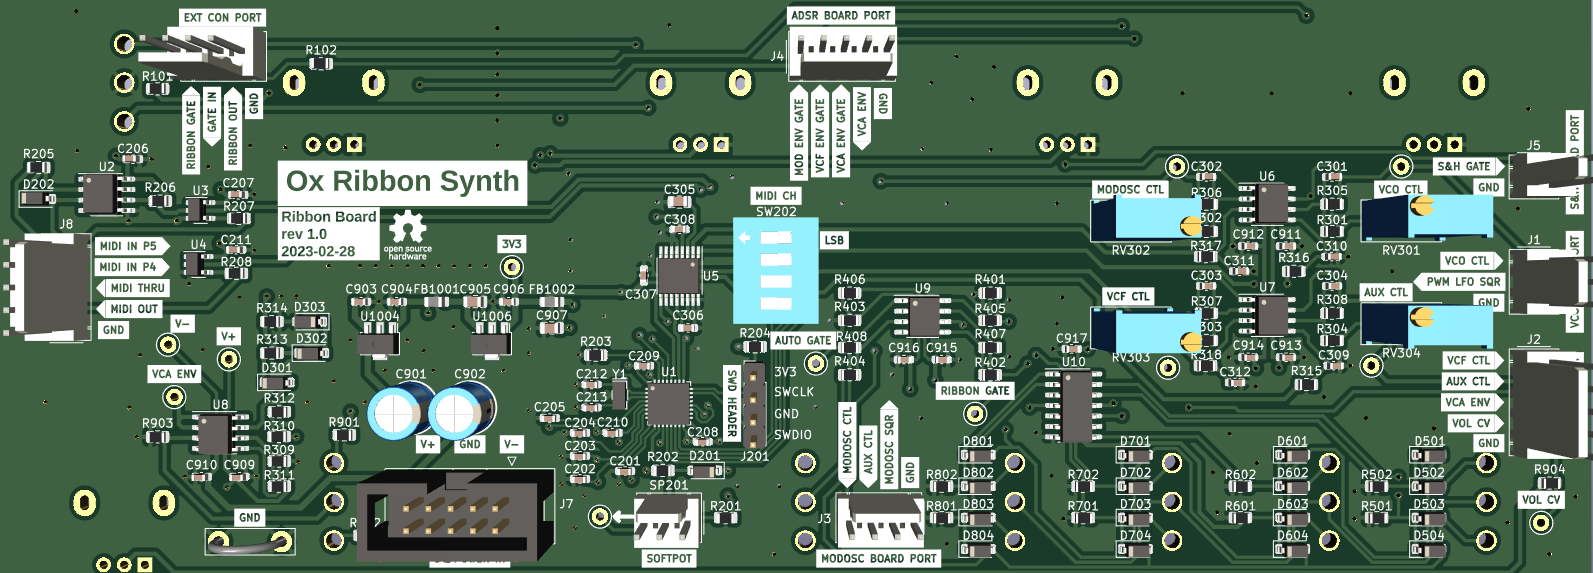 EXT CON PORT
ADSR BOARD PORT
R102
J4
R101
RIBBON GATE
GATE IN
RIBBON OUT
GND
MOD ENV GATE
VCF ENV GATE
VCA ENV GATE
VCA ENV
GND
R205
C206
U2
D202
R206
U3
C207
R207
J8
Ox Ribbon Synth
Ribbon Board
rev 1.0
2023-02-28
open source
hardware
3V3
MIDI IN P5
MIDI IN P4
MIDI THRU
MIDI OUT
GND
U4
C211
R208
C305
C308
U5
C307
C306
MIDI CH
SW202
LSB
C302
MODOSC CTL
R306
RV302
R317
U6
C301
R305
VCO CTL
R301
RV301
C912
C911
C310
C311
R316
J5
S&H GATE
GND
J1
VCO CTL
PWM LFO SQR
GND
C303
VCF CTL
R307
RV303
R318
U7
C304
AUX CTL
R308
R304
RV304
C914
C913
C309
C312
R315
J2
VCF CTL
AUX CTL
VCA ENV
VOL CV
GND
R314
D303
R313
D302
V-
V+
VCA ENV
D301
R312
U8
R903
R310
R309
R311
C910
C909
R901
C903
C904
FB1001
C905
C906
FB1002
U1004
U1006
C907
C901
C902
V+
GND
V-
R203
C209
C212
C213
Y1
U1
C205
C204
C210
C203
C202
C201
R202
C208
D201
R204
AUTO GATE
SWD HEADER
3V3
SWCLK
GND
SWDIO
J201
R406
R403
R408
R404
U9
R401
R405
R407
R402
C916
C915
RIBBON GATE
C917
U10
MODOSC CTL
AUX CTL
MODOSC SQR
GND
J3
MODOSC BOARD PORT
SP201
R201
SOFTPOT
J7
GND
D801
R802
D802
D803
R801
D804
D701
R702
D702
D703
R701
D704
D601
R602
D602
D603
R601
D604
D501
R502
D502
D503
R501
D504
R904
VOL CV